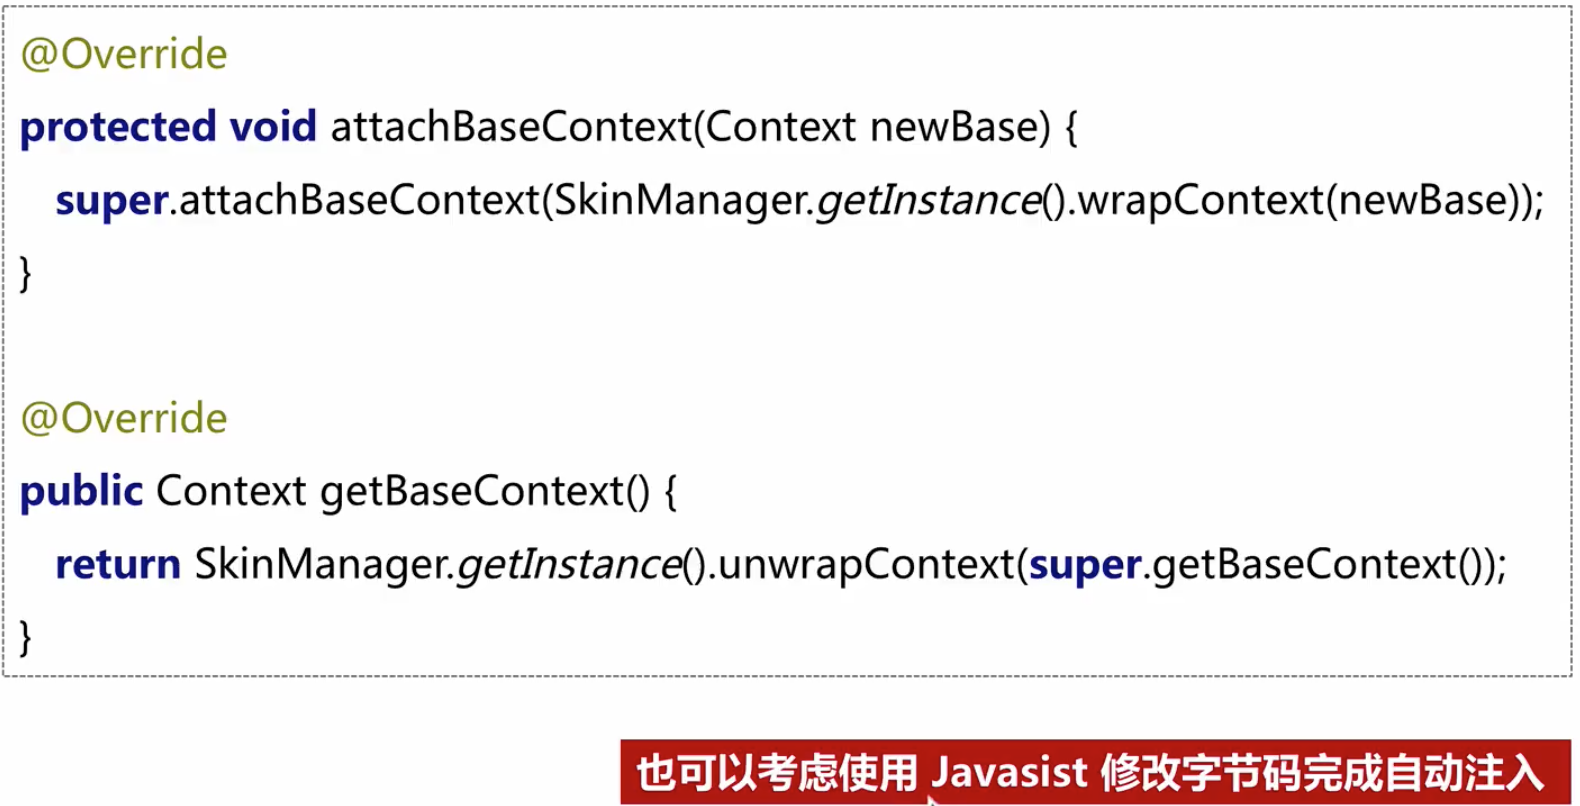 @Override
protected void attachBaseContext(Context newBase) {
super.attachBaseContext(SkinManager.getInstance().wrapContext(newBase));
}
@Override
public Context getBaseContext() {
return SkinManager.getInstance().unwrapContext(super.getBaseContext());
}
也可以考虑使用 Javasist 修改字节码完成自动注入